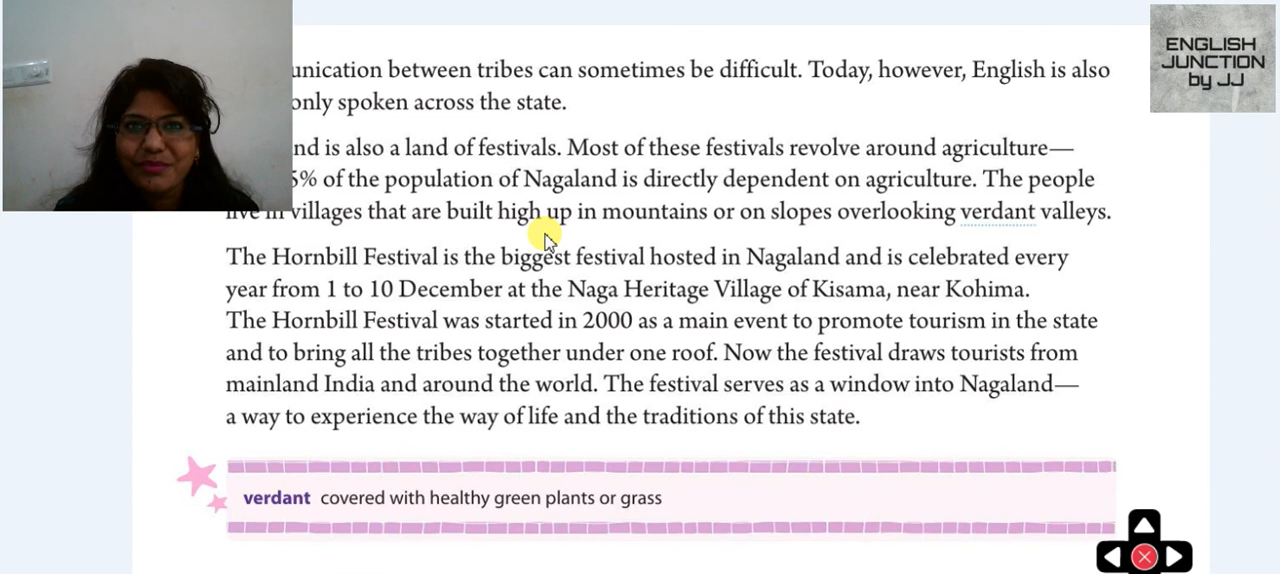 ENGLISH
JUNCTION
by JJ
unication between tribes can sometimes be difficult. Today, however, English is also
only spoken across the state.
nd is also a land of festivals. Most of these festivals revolve around agriculture—
5% of the population of Nagaland is directly dependent on agriculture. The people
live in villages that are built high up in mountains or on slopes overlooking verdant valleys.
The Hornbill Festival is the biggest festival hosted in Nagaland and is celebrated every
year from 1 to 10 December at the Naga Heritage Village of Kisama, near Kohima.
The Hornbill Festival was started in 2000 as a main event to promote tourism in the state
and to bring all the tribes together under one roof. Now the festival draws tourists from
mainland India and around the world. The festival serves as a window into Nagaland—
a way to experience the way of life and the traditions of this state.
verdant covered with healthy green plants or grass